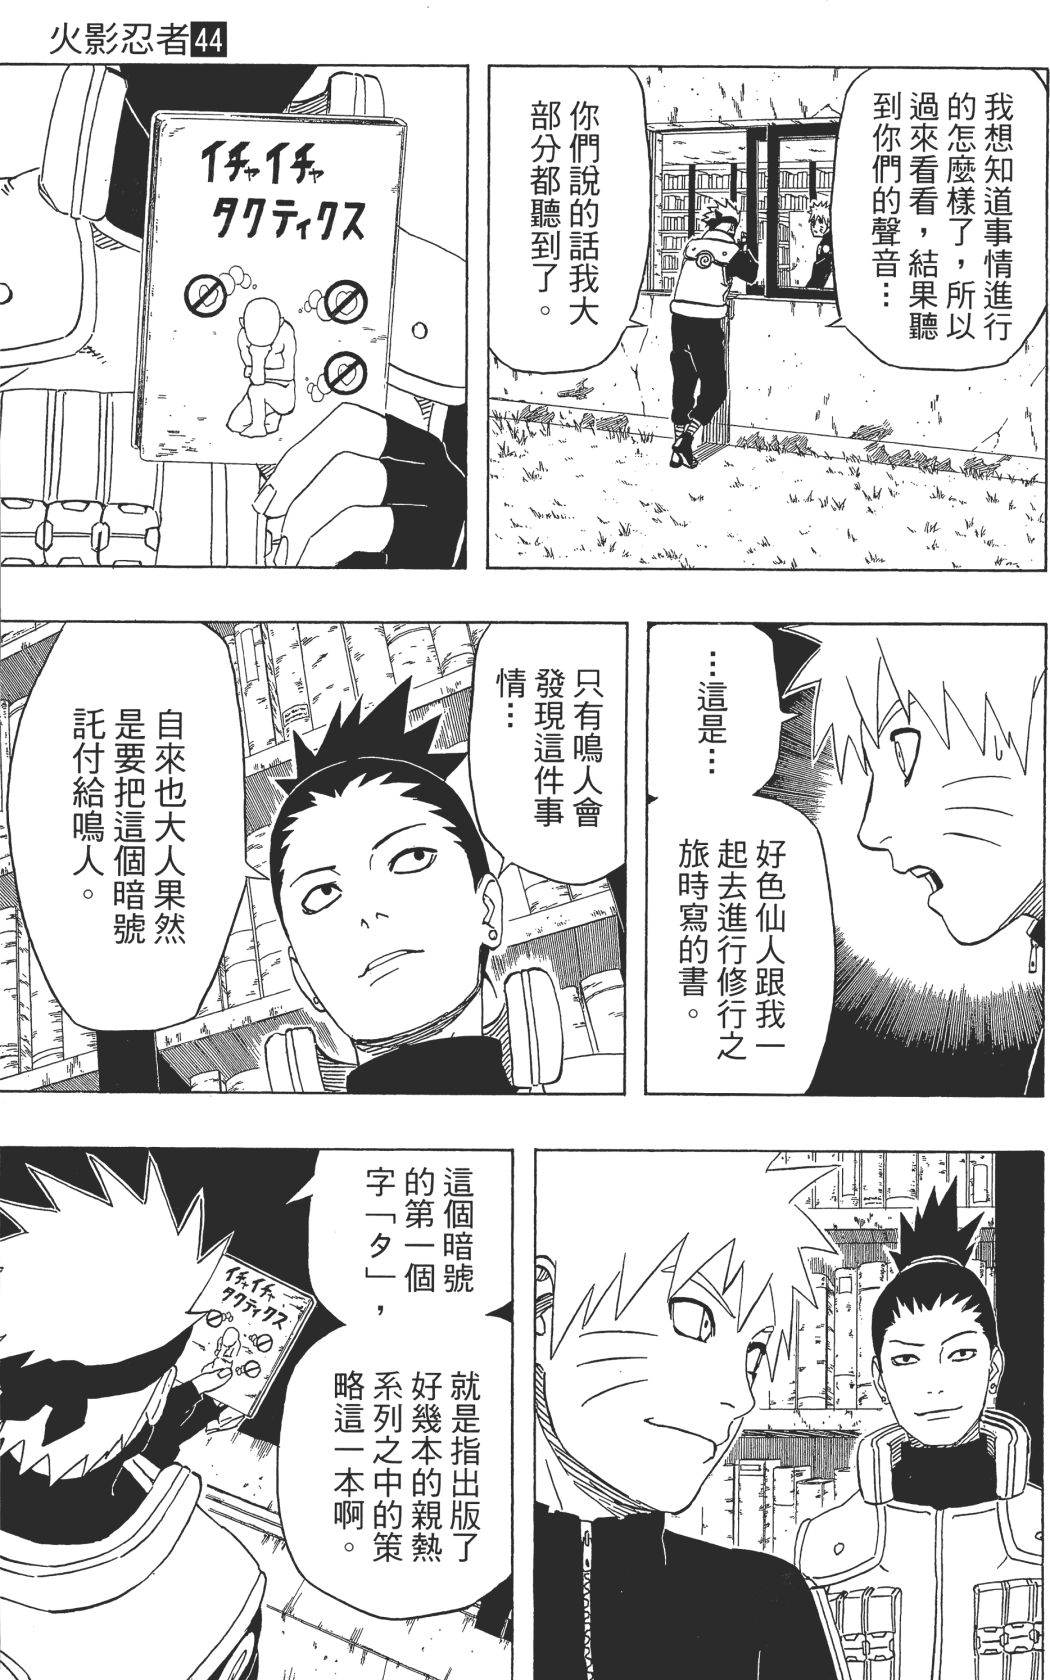 火影忍者44
我想知道事情進行
的怎麼樣了，所以
過來看看，結果聽
到你們的聲音…
你們說的話我大
部分都聽到了。
イチャイチャ
タクティクス
…這是…
好色仙人跟我一
起去進行修行之
旅時寫的書。
只有鳴人會
發現這件事
情…
自來也大人果然
是要把這個暗號
託付給鳴人。
這個暗號
的第一個
字「タ」，
就是指出版了
好幾本的親熱
系列之中的策
略這一本啊。
イチャイチャ
タクティクス